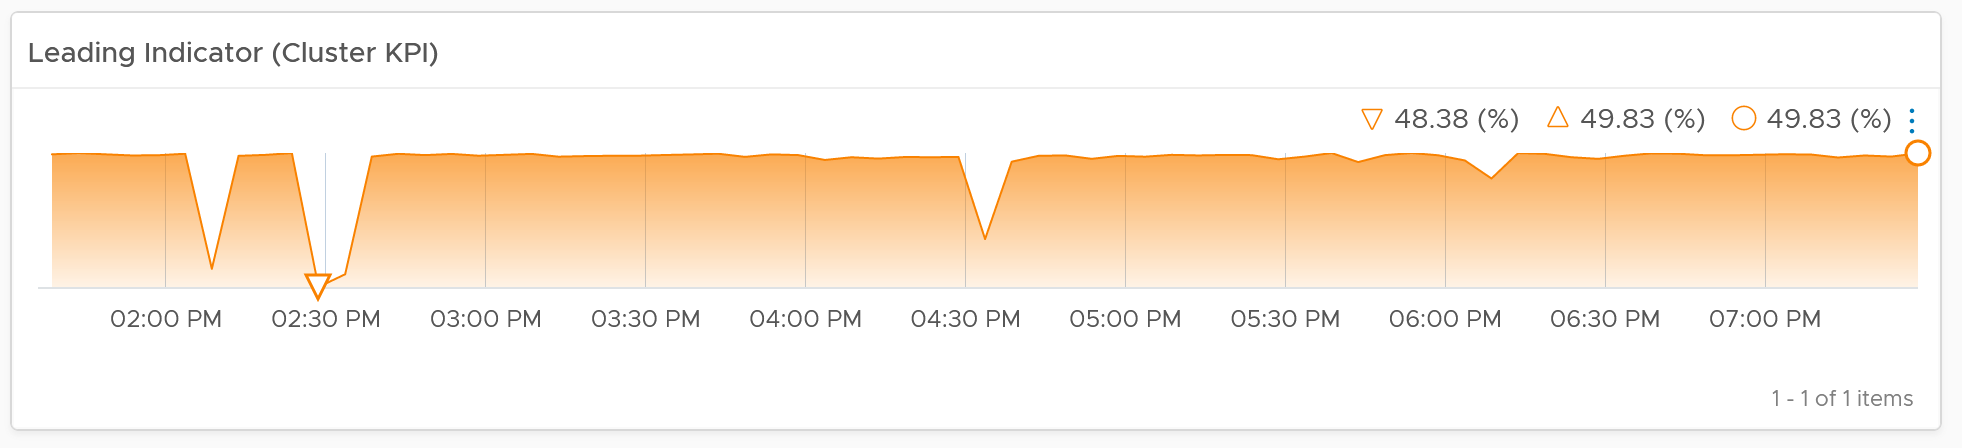 Leading Indicator (Cluster KPI)
48.38 (%) 49.83 (%) 49.83 (%)
02:00 PM 02:30 PM 03:00 PM 03:30 PM 04:00 PM 04:30 PM 05:00 PM 05:30 PM 06:00 PM 06:30 PM 07:00 PM
1 - 1 of 1 items